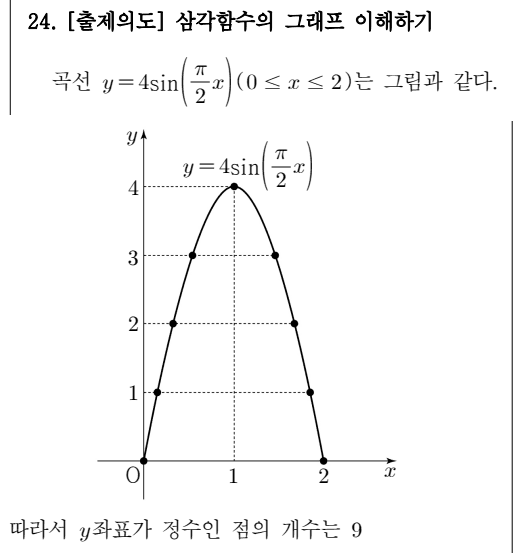 24. [출제의도] 삼각함수의 그래프 이해하기
곡선 y=4sin(π/2 x)(0 ≤ x ≤ 2)는 그림과 같다.
y
y=4sin(π/2 x)
4
3
2
1
O 1 2 x
따라서 y좌표가 정수인 점의 개수는 9